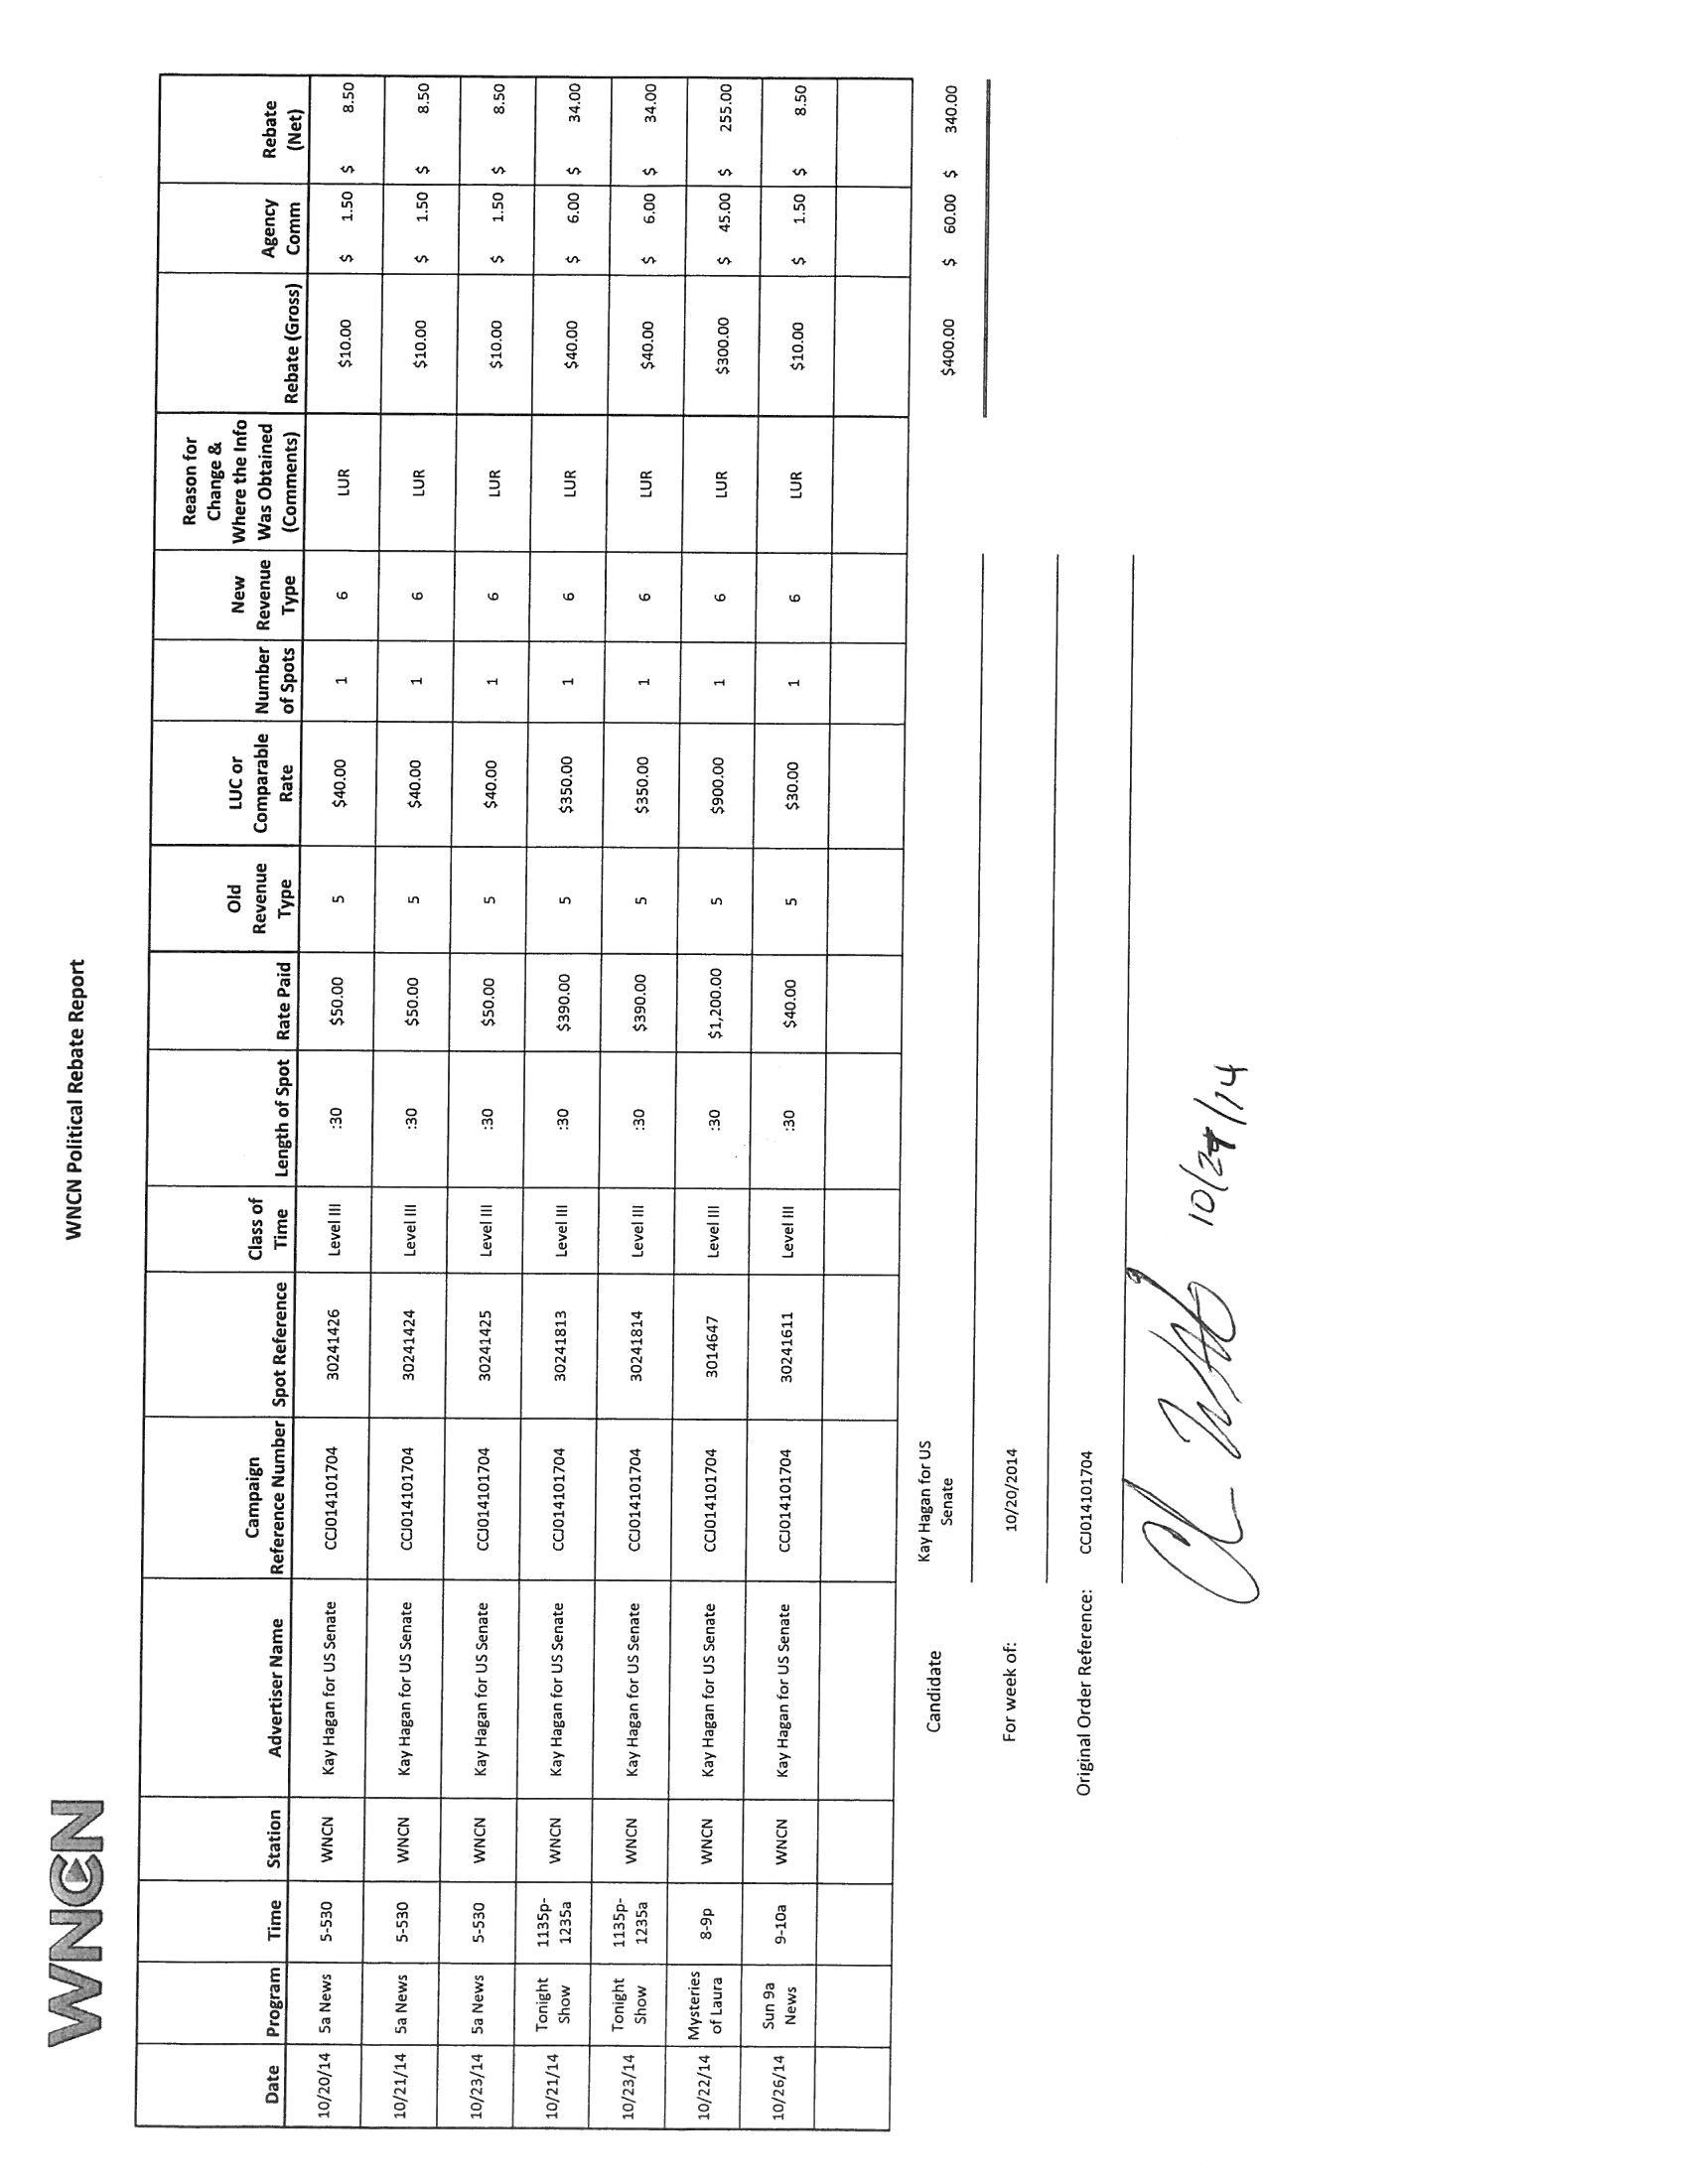 WNCN
WNCN Political Rebate Report
Date Program Time Station Advertiser Name Campaign Reference Number Spot Reference Class of Time Length of Spot Rate Paid Old Revenue Type LUC or Comparable Rate Number of Spots New Revenue Type Reason for Change & Where the Info Was Obtained (Comments) Rebate (Gross) Agency Comm Rebate (Net)
10/20/14 5a News 5-530 WNCN Kay Hagan for US Senate CCJ014101704 30241426 Level III :30 $50.00 5 $40.00 1 6 LUR $10.00 $ 1.50 $ 8.50
10/21/14 5a News 5-530 WNCN Kay Hagan for US Senate CCJ014101704 30241424 Level III :30 $50.00 5 $40.00 1 6 LUR $10.00 $ 1.50 $ 8.50
10/23/14 5a News 5-530 WNCN Kay Hagan for US Senate CCJ014101704 30241425 Level III :30 $50.00 5 $40.00 1 6 LUR $10.00 $ 1.50 $ 8.50
10/21/14 Tonight Show 1135p-1235a WNCN Kay Hagan for US Senate CCJ014101704 30241813 Level III :30 $390.00 5 $350.00 1 6 LUR $40.00 $ 6.00 $ 34.00
10/23/14 Tonight Show 1135p-1235a WNCN Kay Hagan for US Senate CCJ014101704 30241814 Level III :30 $390.00 5 $350.00 1 6 LUR $40.00 $ 6.00 $ 34.00
10/22/14 Mysteries of Laura 8-9p WNCN Kay Hagan for US Senate CCJ014101704 3014647 Level III :30 $1,200.00 5 $900.00 1 6 LUR $300.00 $ 45.00 $ 255.00
10/26/14 Sun 9a News 9-10a WNCN Kay Hagan for US Senate CCJ014101704 30241611 Level III :30 $40.00 5 $30.00 1 6 LUR $10.00 $ 1.50 $ 8.50
Candidate Kay Hagan for US Senate $400.00 $ 60.00 $ 340.00
For week of: 10/20/2014
Original Order Reference: CCJ014101704